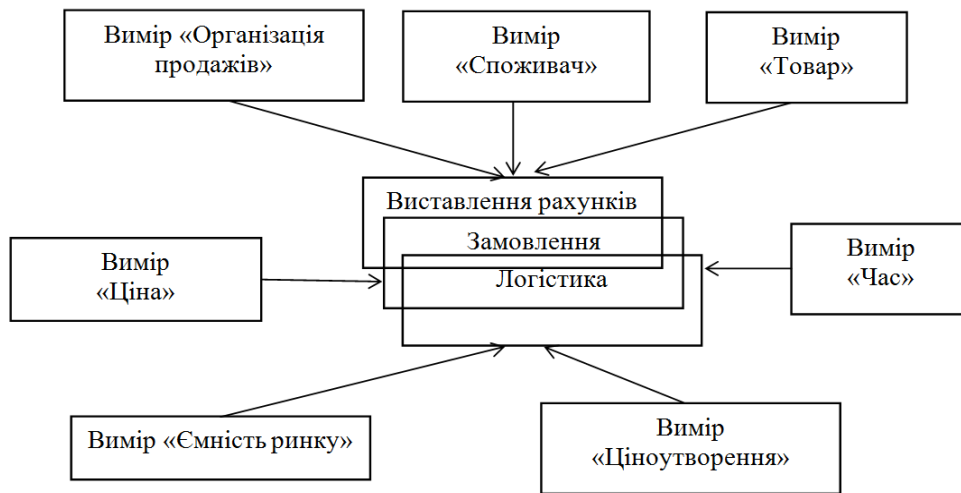 Вимір «Організація
продажів»
Вимір
«Споживач»
Вимір
«Товар»
Виставлення рахунків
Замовлення
Логістика
Вимір
«Ціна»
Вимір
«Час»
Вимір «Ємність ринку»
Вимір
«Ціноутворення»